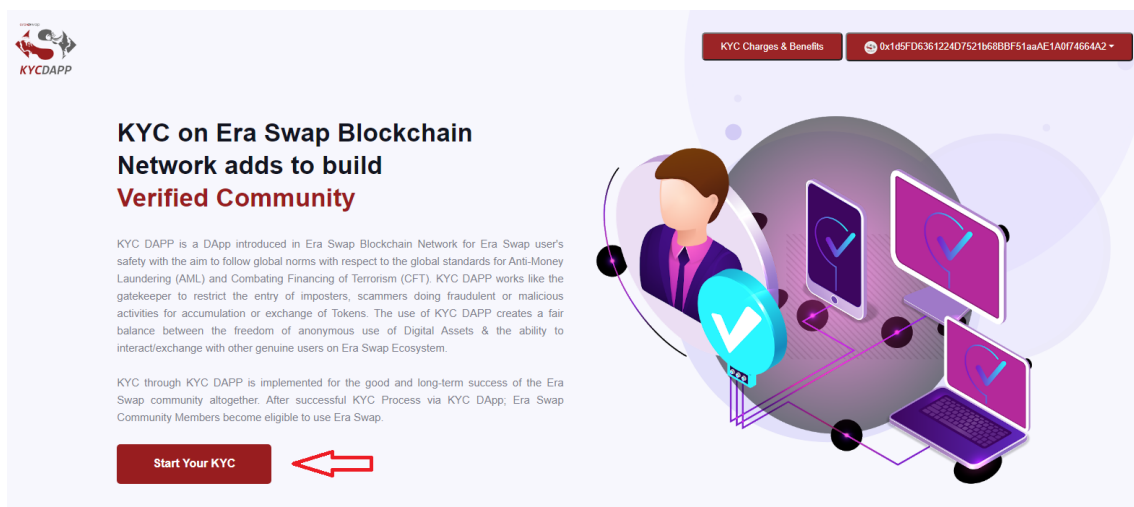 KYCDAPP
KYC Charges & Benefits
0x1d5FD6361224D7521b68BBF51aaAE1A0f74664A2
KYC on Era Swap Blockchain
Network adds to build
Verified Community
KYC DAPP is a DApp introduced in Era Swap Blockchain Network for Era Swap user's
safety with the aim to follow global norms with respect to the global standards for Anti-Money
Laundering (AML) and Combating Financing of Terrorism (CFT). KYC DAPP works like the
gatekeeper to restrict the entry of imposters, scammers doing fraudulent or malicious
activities for accumulation or exchange of Tokens. The use of KYC DAPP creates a fair
balance between the freedom of anonymous use of Digital Assets & the ability to
interact/exchange with other genuine users on Era Swap Ecosystem.
KYC through KYC DAPP is implemented for the good and long-term success of the Era
Swap community altogether. After successful KYC Process via KYC DApp; Era Swap
Community Members become eligible to use Era Swap.
Start Your KYC